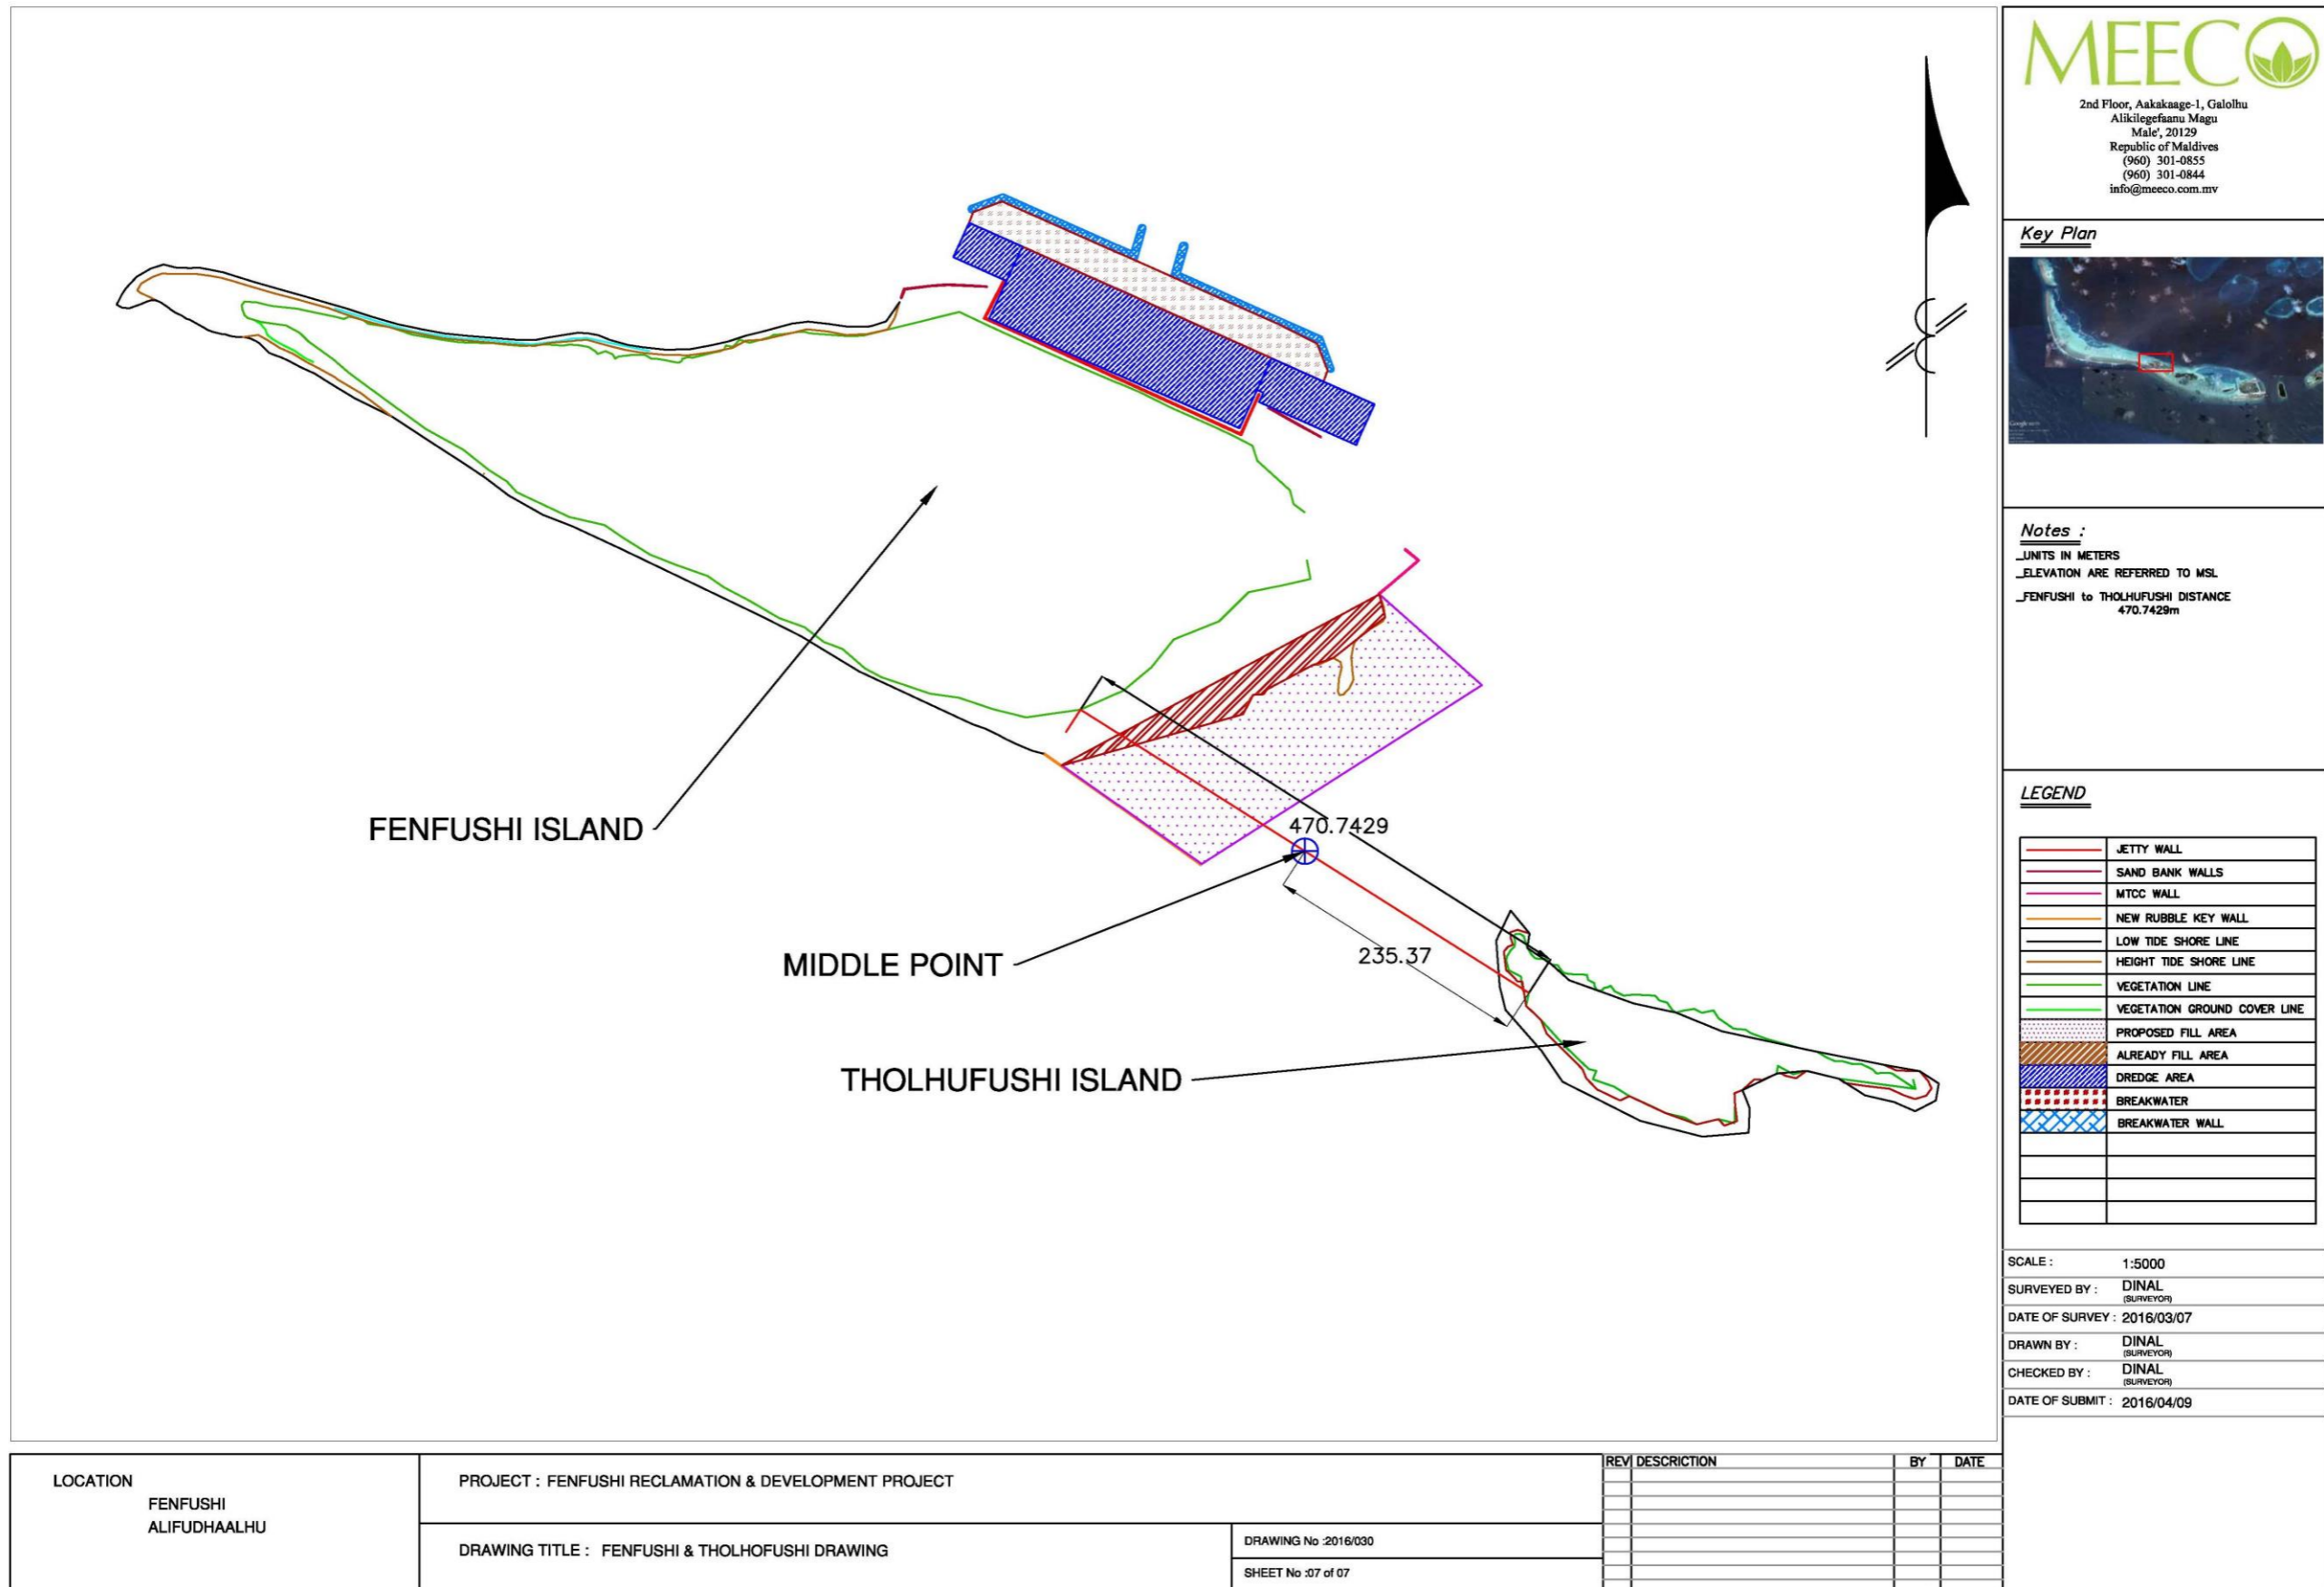 FENFUSHI ISLAND
MIDDLE POINT
THOLHUFUSHI ISLAND
470.7429
235.37
MEECO
2nd Floor, Aakakaage-1, Galolhu
Alikilegefaanu Magu
Male', 20129
Republic of Maldives
(960) 301-0855
(960) 301-0844
info@meeco.com.mv
Key Plan
Notes :
_UNITS IN METERS
_ELEVATION ARE REFERRED TO MSL
_FENFUSHI to THOLHUFUSHI DISTANCE
470.7429m
LEGEND
JETTY WALL
SAND BANK WALLS
MTCC WALL
NEW RUBBLE KEY WALL
LOW TIDE SHORE LINE
HEIGHT TIDE SHORE LINE
VEGETATION LINE
VEGETATION GROUND COVER LINE
PROPOSED FILL AREA
ALREADY FILL AREA
DREDGE AREA
BREAKWATER
BREAKWATER WALL
SCALE : 1:5000
SURVEYED BY : DINAL
(SURVEYOR)
DATE OF SURVEY : 2016/03/07
DRAWN BY : DINAL
(SURVEYOR)
CHECKED BY : DINAL
(SURVEYOR)
DATE OF SUBMIT : 2016/04/09
LOCATION
FENFUSHI
ALIFUDHAALHU
PROJECT : FENFUSHI RECLAMATION & DEVELOPMENT PROJECT
DRAWING TITLE : FENFUSHI & THOLHOFUSHI DRAWING
DRAWING No :2016/030
SHEET No :07 of 07
REV DESCRICTION BY DATE